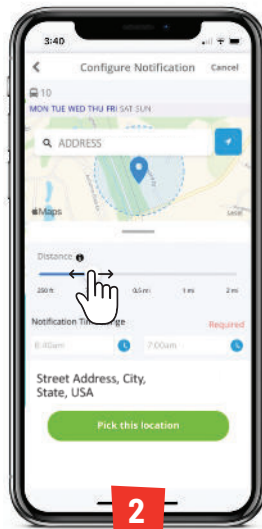 3:40
Configure Notification Cancel
10
MON TUE WED THU FRI SAT SUN
ADDRESS
Maps
Legal
Distance
250 ft 0.5 mi 1 mi 2 mi
Notification Time Range Required
6:40am 7:00am
Street Address, City,
State, USA
Pick this location
2